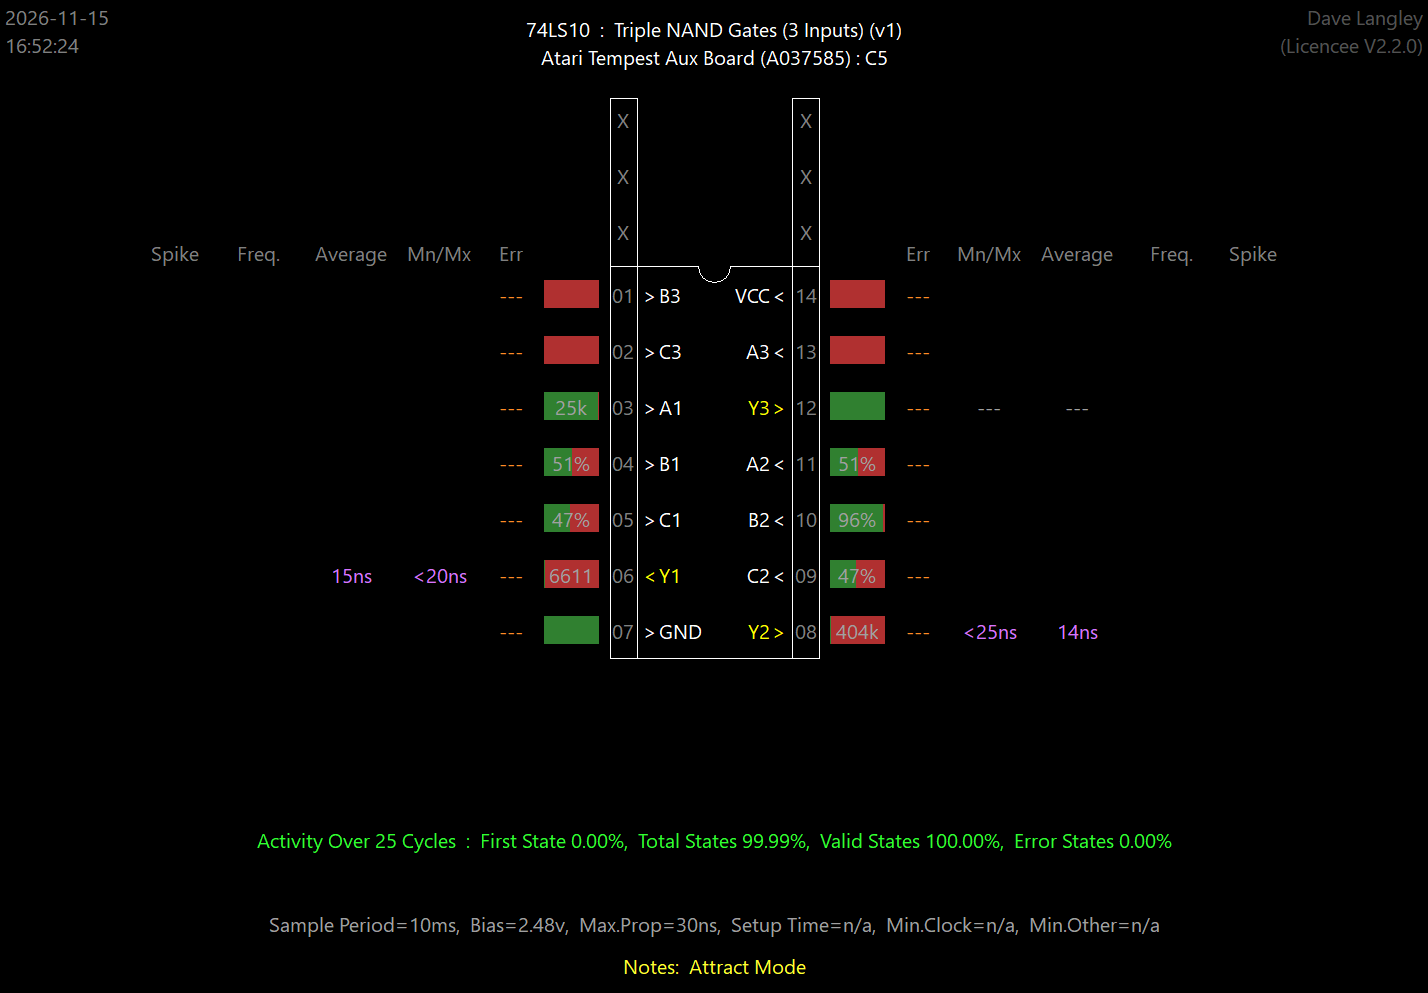 2026-11-15
16:52:24
74LS10 : Triple NAND Gates (3 Inputs) (v1)
Atari Tempest Aux Board (A037585) : C5
Dave Langley
(Licencee V2.2.0)
X X
X X
X X
Spike Freq. Average Mn/Mx Err Err Mn/Mx Average Freq. Spike
--- 01 >B3 VCC< 14 ---
--- 02 >C3 A3< 13 ---
--- 25k 03 >A1 Y3> 12 --- --- ---
--- 51% 04 >B1 A2< 11 51% ---
--- 47% 05 >C1 B2< 10 96% ---
15ns <20ns --- 6611 06 <Y1 C2< 09 47% ---
--- 07 >GND Y2> 08 404k --- <25ns 14ns
Activity Over 25 Cycles : First State 0.00%, Total States 99.99%, Valid States 100.00%, Error States 0.00%
Sample Period=10ms, Bias=2.48v, Max.Prop=30ns, Setup Time=n/a, Min.Clock=n/a, Min.Other=n/a
Notes: Attract Mode